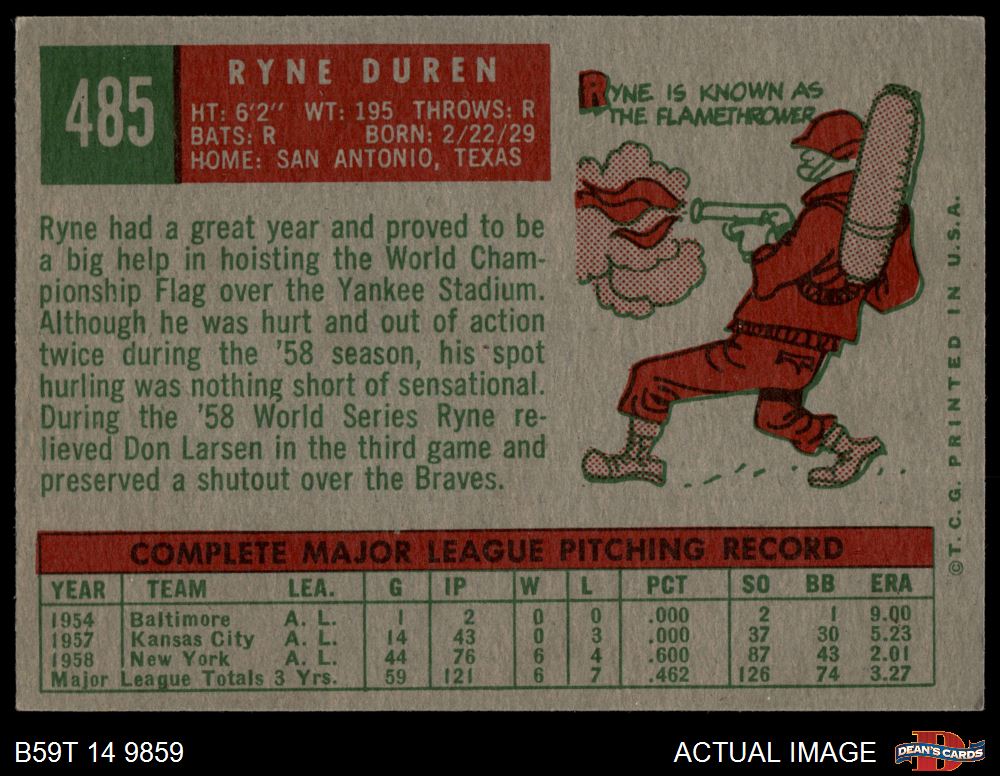 485
RYNE DUREN
HT: 6'2" WT: 195 THROWS: R
BATS: R BORN: 2/22/29
HOME: SAN ANTONIO, TEXAS
RYNE IS KNOWN AS
THE FLAMETHROWER
Ryne had a great year and proved to be
a big help in hoisting the World Cham-
pionship Flag over the Yankee Stadium.
Although he was hurt and out of action
twice during the '58 season, his spot
hurling was nothing short of sensational.
During the '58 World Series Ryne re-
lieved Don Larsen in the third game and
preserved a shutout over the Braves.
©T. C. G. PRINTED IN U.S.A.
COMPLETE MAJOR LEAGUE PITCHING RECORD
YEAR TEAM LEA. G IP W L PCT SO BB ERA
1954 Baltimore A. L. 1 2 0 0 .000 2 1 9.00
1957 Kansas City A. L. 14 43 0 3 .000 37 30 5.23
1958 New York A. L. 44 76 6 4 .600 87 43 2.01
Major League Totals 3 Yrs. 59 121 6 7 .462 126 74 3.27
B59T 14 9859
ACTUAL IMAGE
DEAN'S CARDS